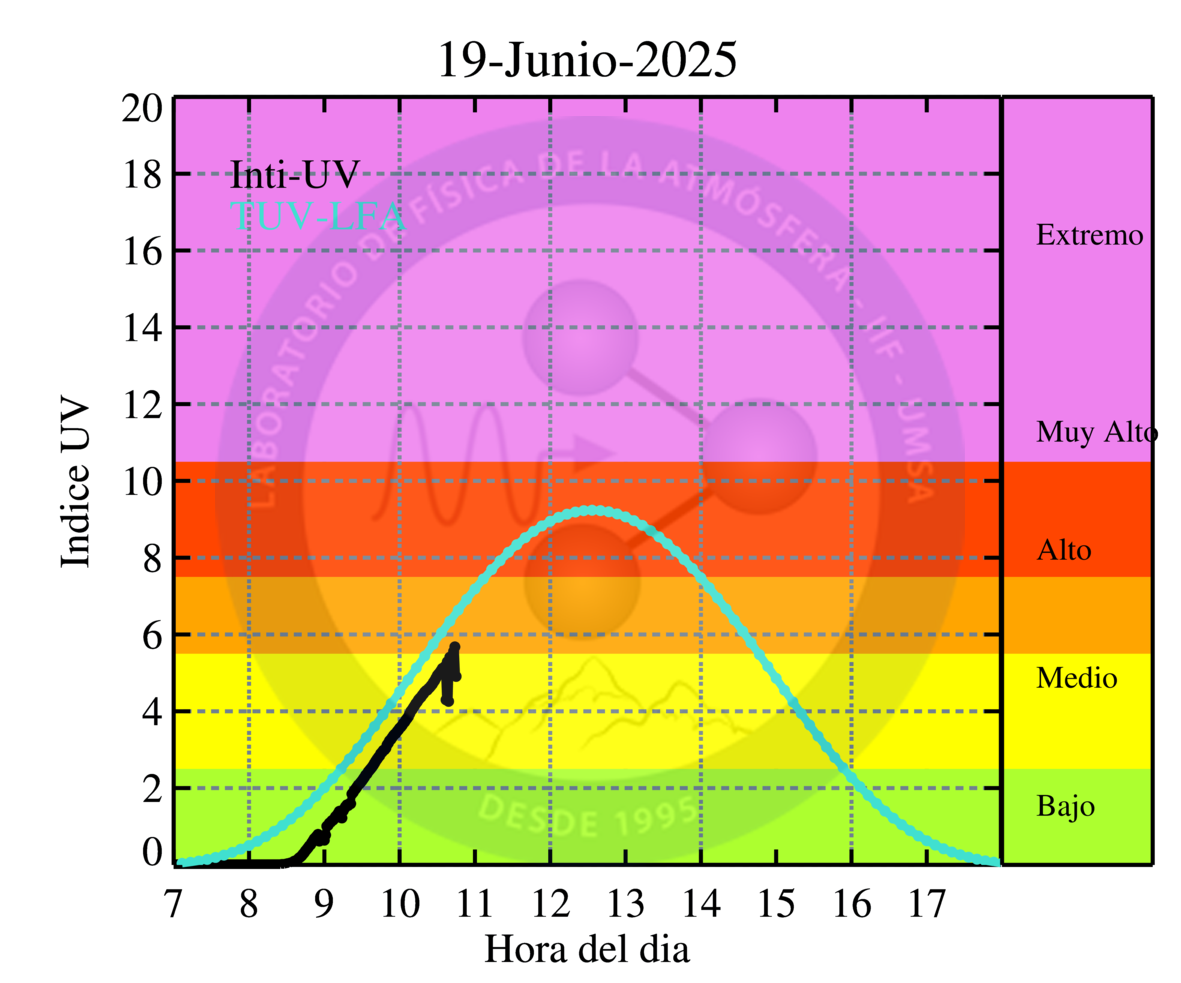 19-Junio-2025
Inti-UV
TUV-LFA
LABORATORIO DE FÍSICA DE LA ATMÓSFERA - IIF - UMSA
DESDE 1995
Indice UV
20
18
16
14
12
10
8
6
4
2
0
Extremo
Muy Alto
Alto
Medio
Bajo
7 8 9 10 11 12 13 14 15 16 17
Hora del dia